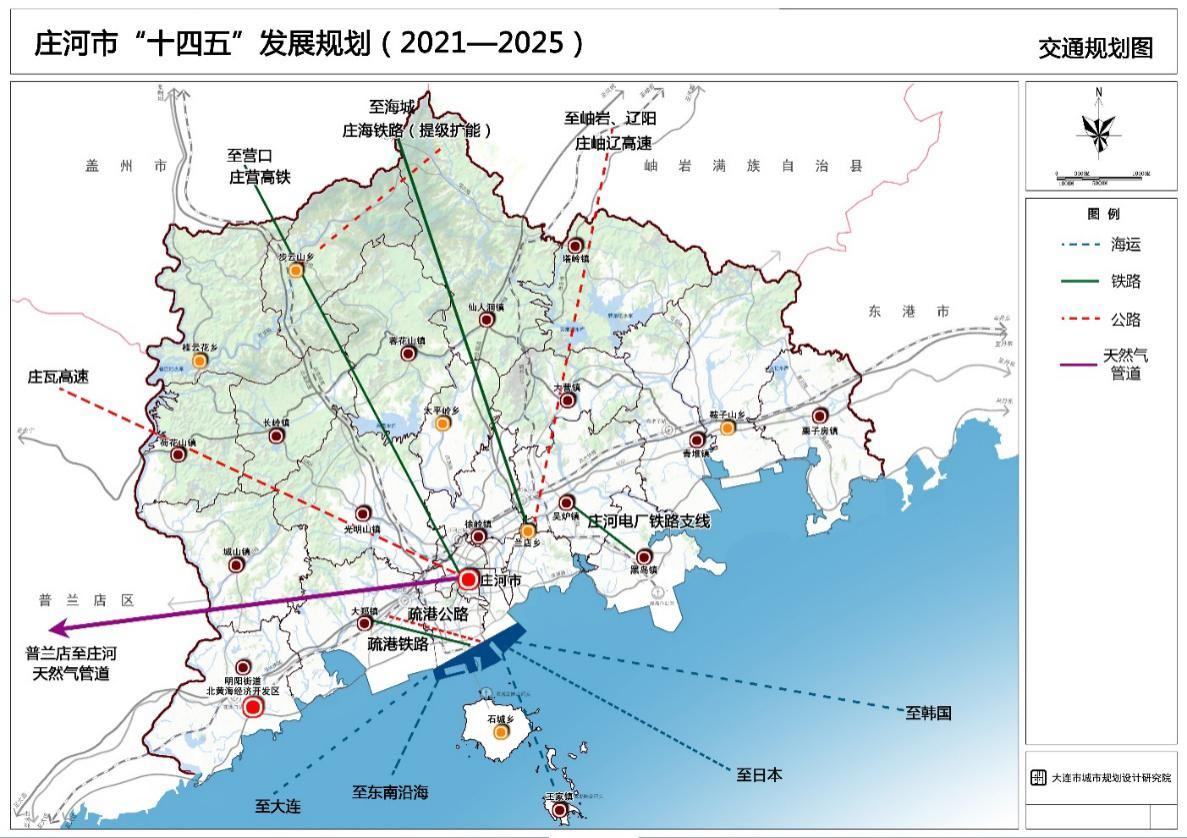 庄河市“十四五”发展规划（2021—2025）
交通规划图
至海城
庄海铁路（提级扩能）
至岫岩、辽阳
庄岫辽高速
至营口
庄营高铁
盖州市
岫岩满族自治县
N
图例
海运
铁路
公路
天然气
管道
东港市
步云山乡
塔岭镇
仙人洞镇
蓉花山镇
桂云花乡
庄瓦高速
大营镇
太平岭乡
鞍子山乡
栗子房镇
长岭镇
荷花山镇
青堆镇
光明山镇
徐岭镇
吴炉镇
庄河电厂铁路支线
兰店乡
城山镇
黑岛镇
庄河市
普兰店区
大郑镇
疏港公路
疏港铁路
普兰店至庄河
天然气管道
明阳街道
北黄海经济开发区
石城乡
至韩国
至日本
至东南沿海
至大连
王家镇
大连市城市规划设计研究院